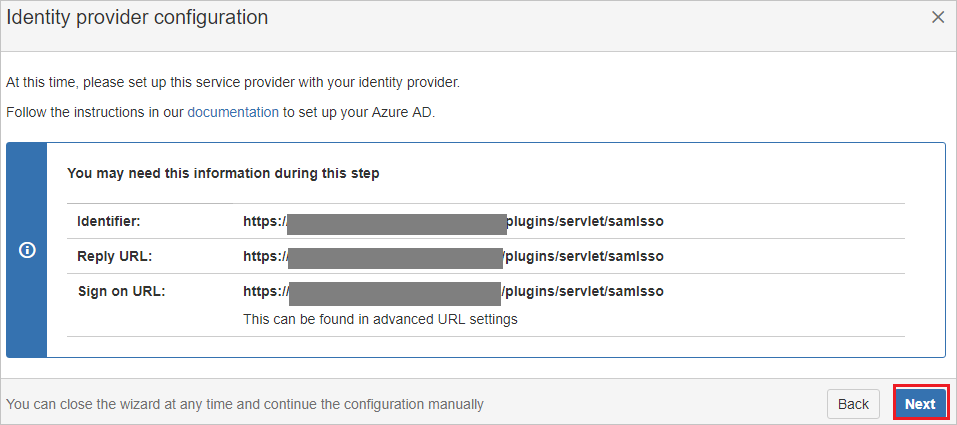 Identity provider configuration
At this time, please set up this service provider with your identity provider.
Follow the instructions in our documentation to set up your Azure AD.
You may need this information during this step
Identifier: https://plugins/servlet/samlsso
Reply URL: https://plugins/servlet/samlsso
Sign on URL: https:///plugins/servlet/samlsso
This can be found in advanced URL settings
You can close the wizard at any time and continue the configuration manually
Back Next